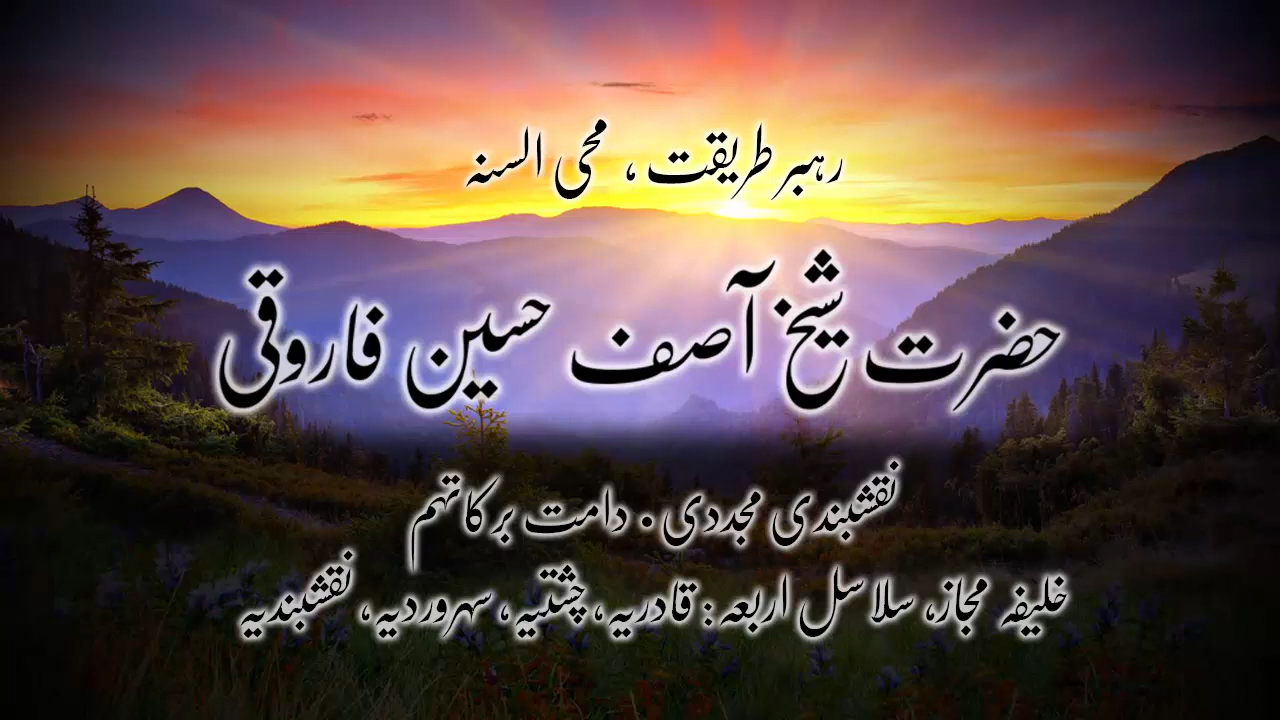 رہبر طریقت ، محی السنہ
حضرت شیخ آصف حسین فاروقی
نقشبندی مجددی . دامت برکاتہم
خلیفہ مجاز، سلاسل اربعہ : قادریہ، چشتیہ، سہروردیہ، نقشبندیہ